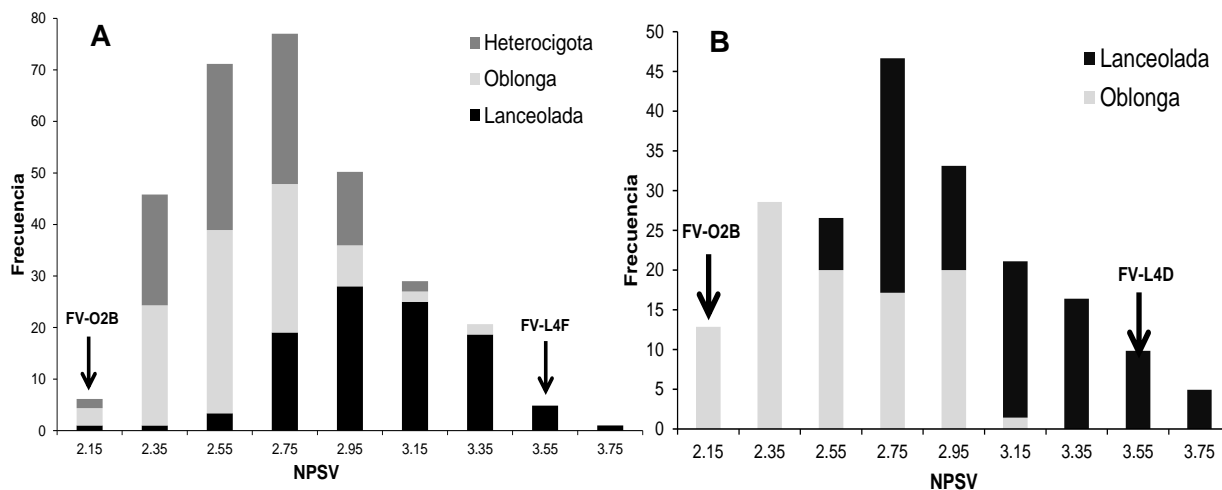 A
80
70
60
50
40
30
20
10
0
Frecuencia
Heterocigota
Oblonga
Lanceolada
FV-O2B
FV-L4F
2.15 2.35 2.55 2.75 2.95 3.15 3.35 3.55 3.75
NPSV
B
50
45
40
35
30
25
20
15
10
5
0
Frecuencia
Lanceolada
Oblonga
FV-O2B
FV-L4D
2.15 2.35 2.55 2.75 2.95 3.15 3.35 3.55 3.75
NPSV